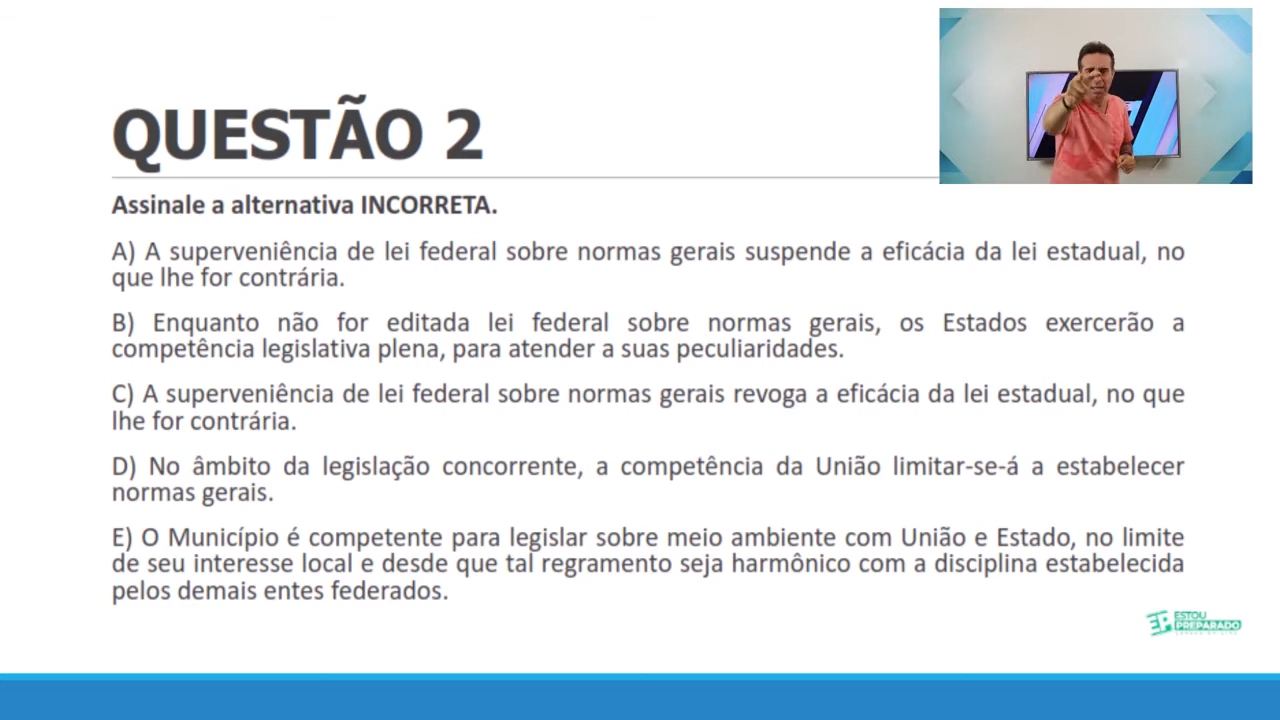 QUESTÃO 2
Assinale a alternativa INCORRETA.
A) A superveniência de lei federal sobre normas gerais suspende a eficácia da lei estadual, no
que lhe for contrária.
B) Enquanto não for editada lei federal sobre normas gerais, os Estados exercerão a
competência legislativa plena, para atender a suas peculiaridades.
C) A superveniência de lei federal sobre normas gerais revoga a eficácia da lei estadual, no que
lhe for contrária.
D) No âmbito da legislação concorrente, a competência da União limitar-se-á a estabelecer
normas gerais.
E) O Município é competente para legislar sobre meio ambiente com União e Estado, no limite
de seu interesse local e desde que tal regramento seja harmônico com a disciplina estabelecida
pelos demais entes federados.
EP ESTOU
PREPARADO